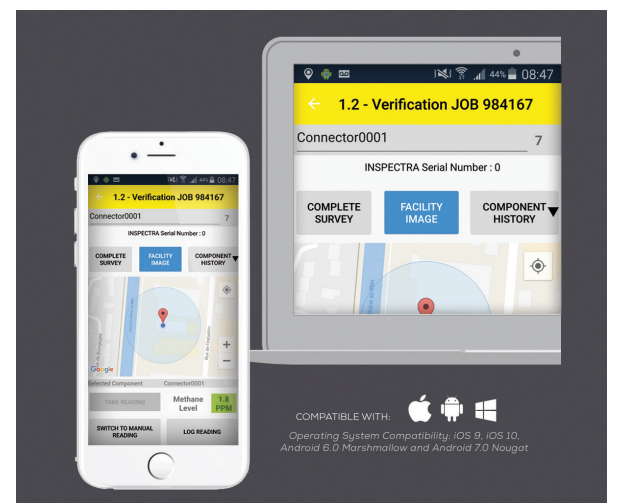 44% 08:47
1.2 - Verification JOB 984167
Connector0001 7
INSPECTRA Serial Number : 0
COMPLETE SURVEY
FACILITY IMAGE
COMPONENT HISTORY
44% 08:47
1.2 - Verification JOB 984167
Connector0001 7
INSPECTRA Serial Number : 0
COMPLETE SURVEY
FACILITY IMAGE
COMPONENT HISTORY
+
−
Google
Selected Component Connector0001
TAKE READING
Methane Level
1.8 PPM
SWITCH TO MANUAL READING
LOG READING
COMPATIBLE WITH:
Operating System Compatibility: iOS 9, iOS 10,
Android 6.0 Marshmallow and Android 7.0 Nougat